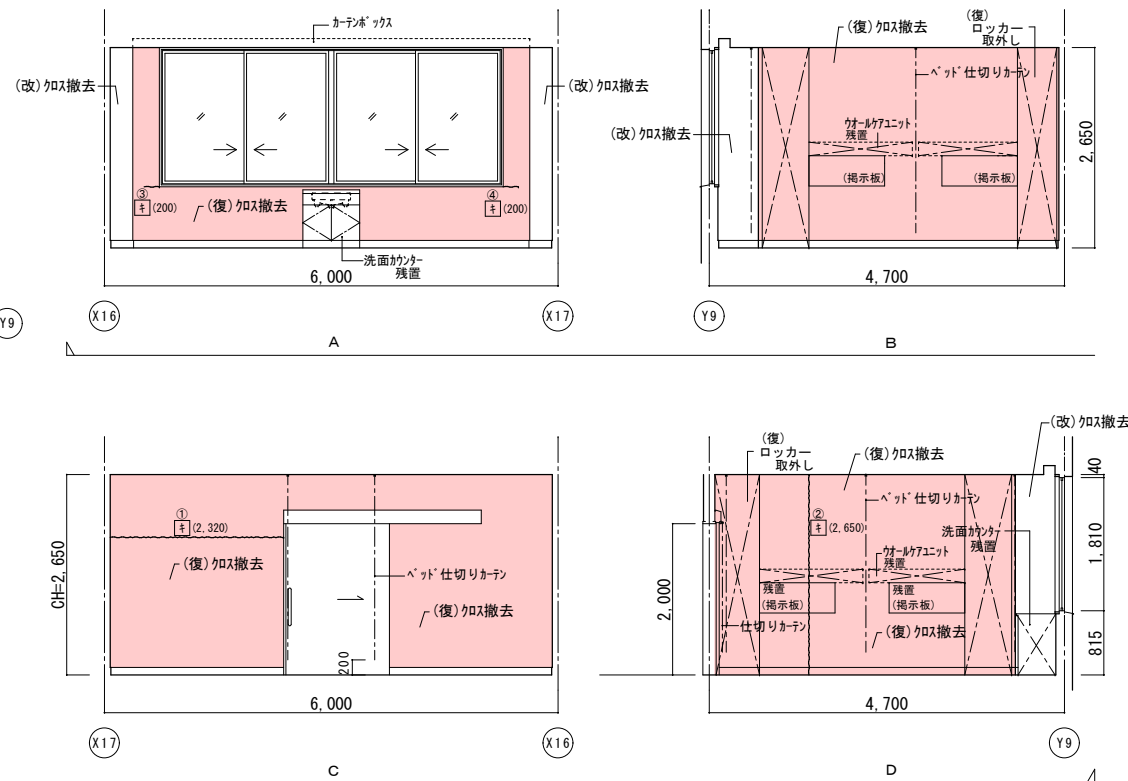 カーテンボックス
(改)クロス撤去
(改)クロス撤去
③
キ (200)
(復)クロス撤去
④
キ (200)
洗面カウンター
残置
6,000
X16
X17
A
(復)
ロッカー
取外し
(復)クロス撤去
ベッド仕切りカーテン
(改)クロス撤去
ウオールケアユニット
残置
(掲示板)
(掲示板)
2,650
4,700
Y9
Y9
B
①
キ (2,320)
(復)クロス撤去
CH=2,650
ベッド仕切りカーテン
(復)クロス撤去
200
6,000
X17
X16
C
(改)クロス撤去
(復)
ロッカー
取外し
(復)クロス撤去
40
ベッド仕切りカーテン
②
キ (2,650)
洗面カウンター
残置
1,810
ウオールケアユニット
残置
2,000
残置
(掲示板)
残置
(掲示板)
仕切りカーテン
(復)クロス撤去
815
4,700
Y9
D